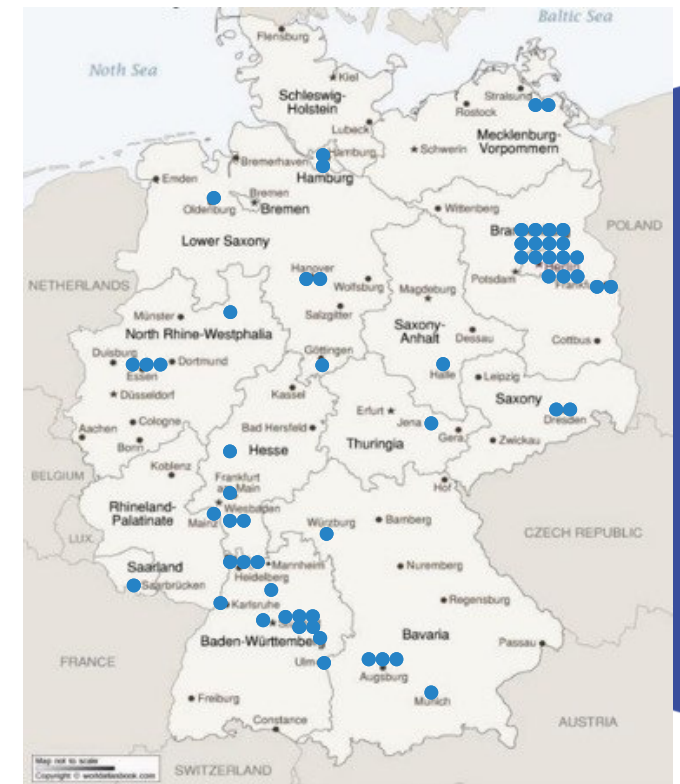 Baltic Sea
Flensburg
Noth Sea
Kiel
Schleswig-
Holstein
Stralsund
Rostock
Lubeck
Mecklenburg-
Vorpommern
Hamburg
Schwerin
Bremerhaven
Hamburg
Emden
Bremen
Oldenburg
Bremen
Wittenberg
POLAND
Lower Saxony
Hanover
Potsdam
NETHERLANDS
Wolfsburg
Magdeburg
Münster
Salzgitter
North Rhine-Westphalia
Saxony-
Anhalt
Dessau
Cottbus
Duisburg
Dortmund
Göttingen
Essen
Halle
Leipzig
Düsseldorf
Kassel
Saxony
Erfurt
Dresden
Aachen
Cologne
Bad Hersfeld
Jena
Gera
Zwickau
Bonn
Hesse
Thuringia
Koblenz
BELGIUM
Frankfurt
Hof
Rhineland-
Palatinate
Wiesbaden
Mainz
Würzburg
Bamberg
CZECH REPUBLIC
LUX.
Saarland
Mannheim
Nuremberg
Saarbrücken
Heidelberg
Karlsruhe
Regensburg
Baden-Württemberg
Bavaria
Passau
FRANCE
Ulm
Augsburg
Munich
Freiburg
Constance
AUSTRIA
Map not to scale
Copyright © worldatlasbook.com
SWITZERLAND